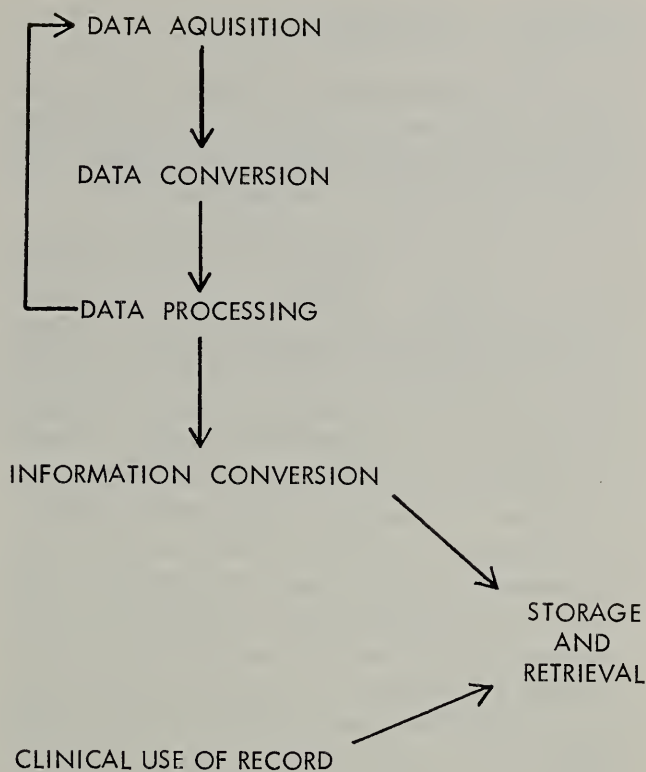 DATA AQUISITION
DATA CONVERSION
DATA PROCESSING
INFORMATION CONVERSION
STORAGE
AND
RETRIEVAL
CLINICAL USE OF RECORD